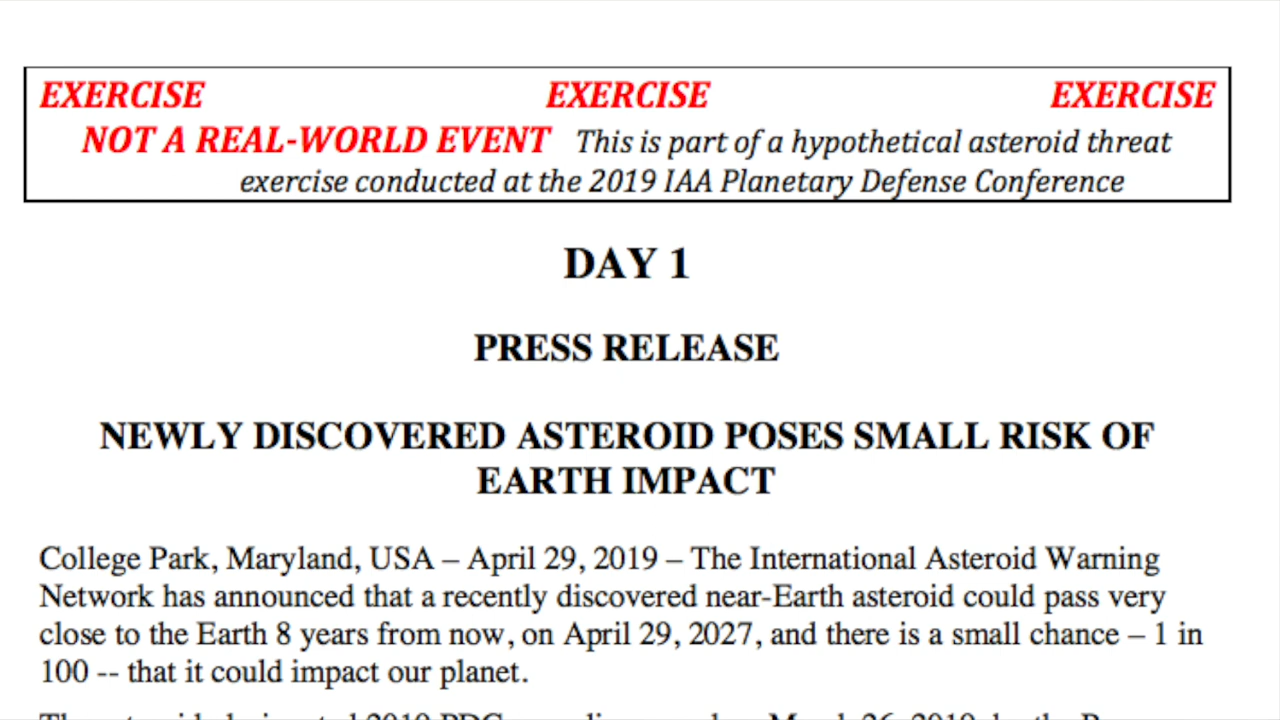 EXERCISE EXERCISE EXERCISE
NOT A REAL-WORLD EVENT This is part of a hypothetical asteroid threat
exercise conducted at the 2019 IAA Planetary Defense Conference
DAY 1
PRESS RELEASE
NEWLY DISCOVERED ASTEROID POSES SMALL RISK OF
EARTH IMPACT
College Park, Maryland, USA – April 29, 2019 – The International Asteroid Warning
Network has announced that a recently discovered near-Earth asteroid could pass very
close to the Earth 8 years from now, on April 29, 2027, and there is a small chance – 1 in
100 -- that it could impact our planet.